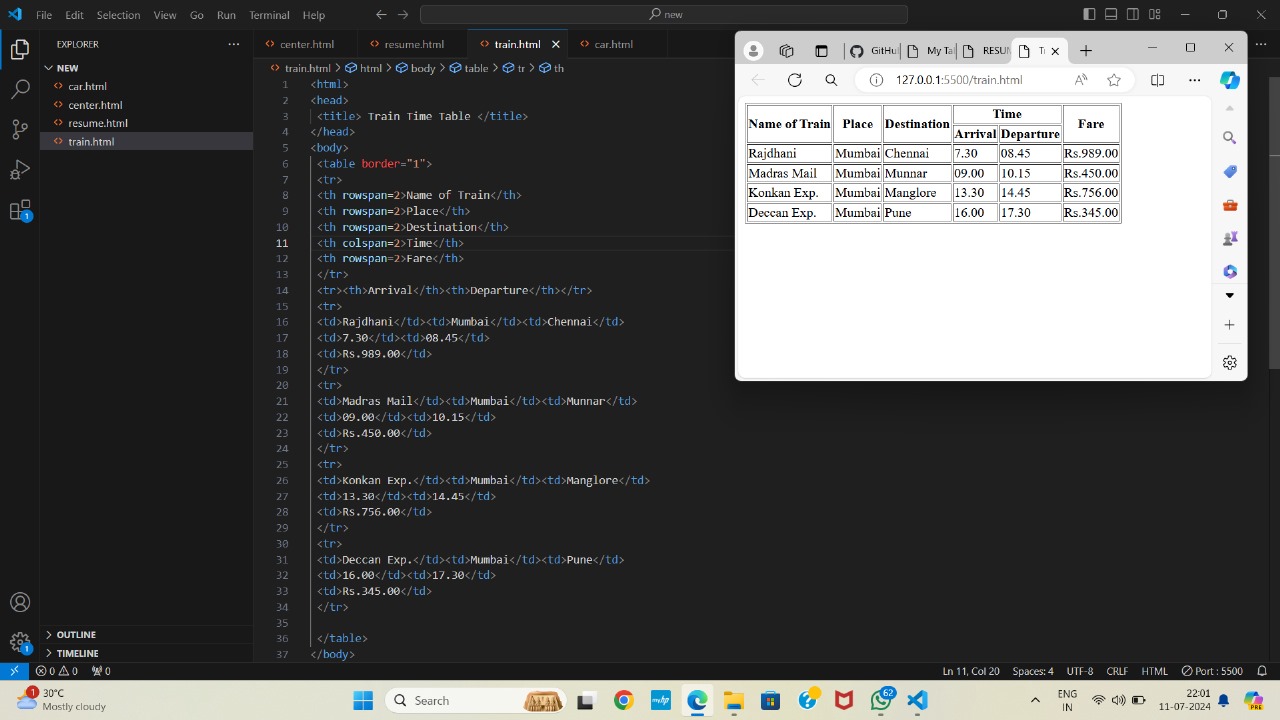 File Edit Selection View Go Run Terminal Help
new
EXPLORER
NEW
car.html
center.html
resume.html
train.html
OUTLINE
TIMELINE
center.html resume.html train.html car.html
train.html > html > body > table > tr > th
1 <html>
2 <head>
3 <title> Train Time Table </title>
4 </head>
5 <body>
6 <table border="1">
7 <tr>
8 <th rowspan=2>Name of Train</th>
9 <th rowspan=2>Place</th>
10 <th rowspan=2>Destination</th>
11 <th colspan=2>Time</th>
12 <th rowspan=2>Fare</th>
13 </tr>
14 <tr><th>Arrival</th><th>Departure</th></tr>
15 <tr>
16 <td>Rajdhani</td><td>Mumbai</td><td>Chennai</td>
17 <td>7.30</td><td>08.45</td>
18 <td>Rs.989.00</td>
19 </tr>
20 <tr>
21 <td>Madras Mail</td><td>Mumbai</td><td>Munnar</td>
22 <td>09.00</td><td>10.15</td>
23 <td>Rs.450.00</td>
24 </tr>
25 <tr>
26 <td>Konkan Exp.</td><td>Mumbai</td><td>Manglore</td>
27 <td>13.30</td><td>14.45</td>
28 <td>Rs.756.00</td>
29 </tr>
30 <tr>
31 <td>Deccan Exp.</td><td>Mumbai</td><td>Pune</td>
32 <td>16.00</td><td>17.30</td>
33 <td>Rs.345.00</td>
34 </tr>
35
36 </table>
37 </body>
GitHu My Ta RESUM Tr
127.0.0.1:5500/train.html
Name of Train Place Destination Time Fare
Arrival Departure
Rajdhani Mumbai Chennai 7.30 08.45 Rs.989.00
Madras Mail Mumbai Munnar 09.00 10.15 Rs.450.00
Konkan Exp. Mumbai Manglore 13.30 14.45 Rs.756.00
Deccan Exp. Mumbai Pune 16.00 17.30 Rs.345.00
0 0 0 Ln 11, Col 20 Spaces: 4 UTF-8 CRLF HTML Port : 5500
1 30°C
Mostly cloudy
Search
62
ENG
IN
22:01
11-07-2024